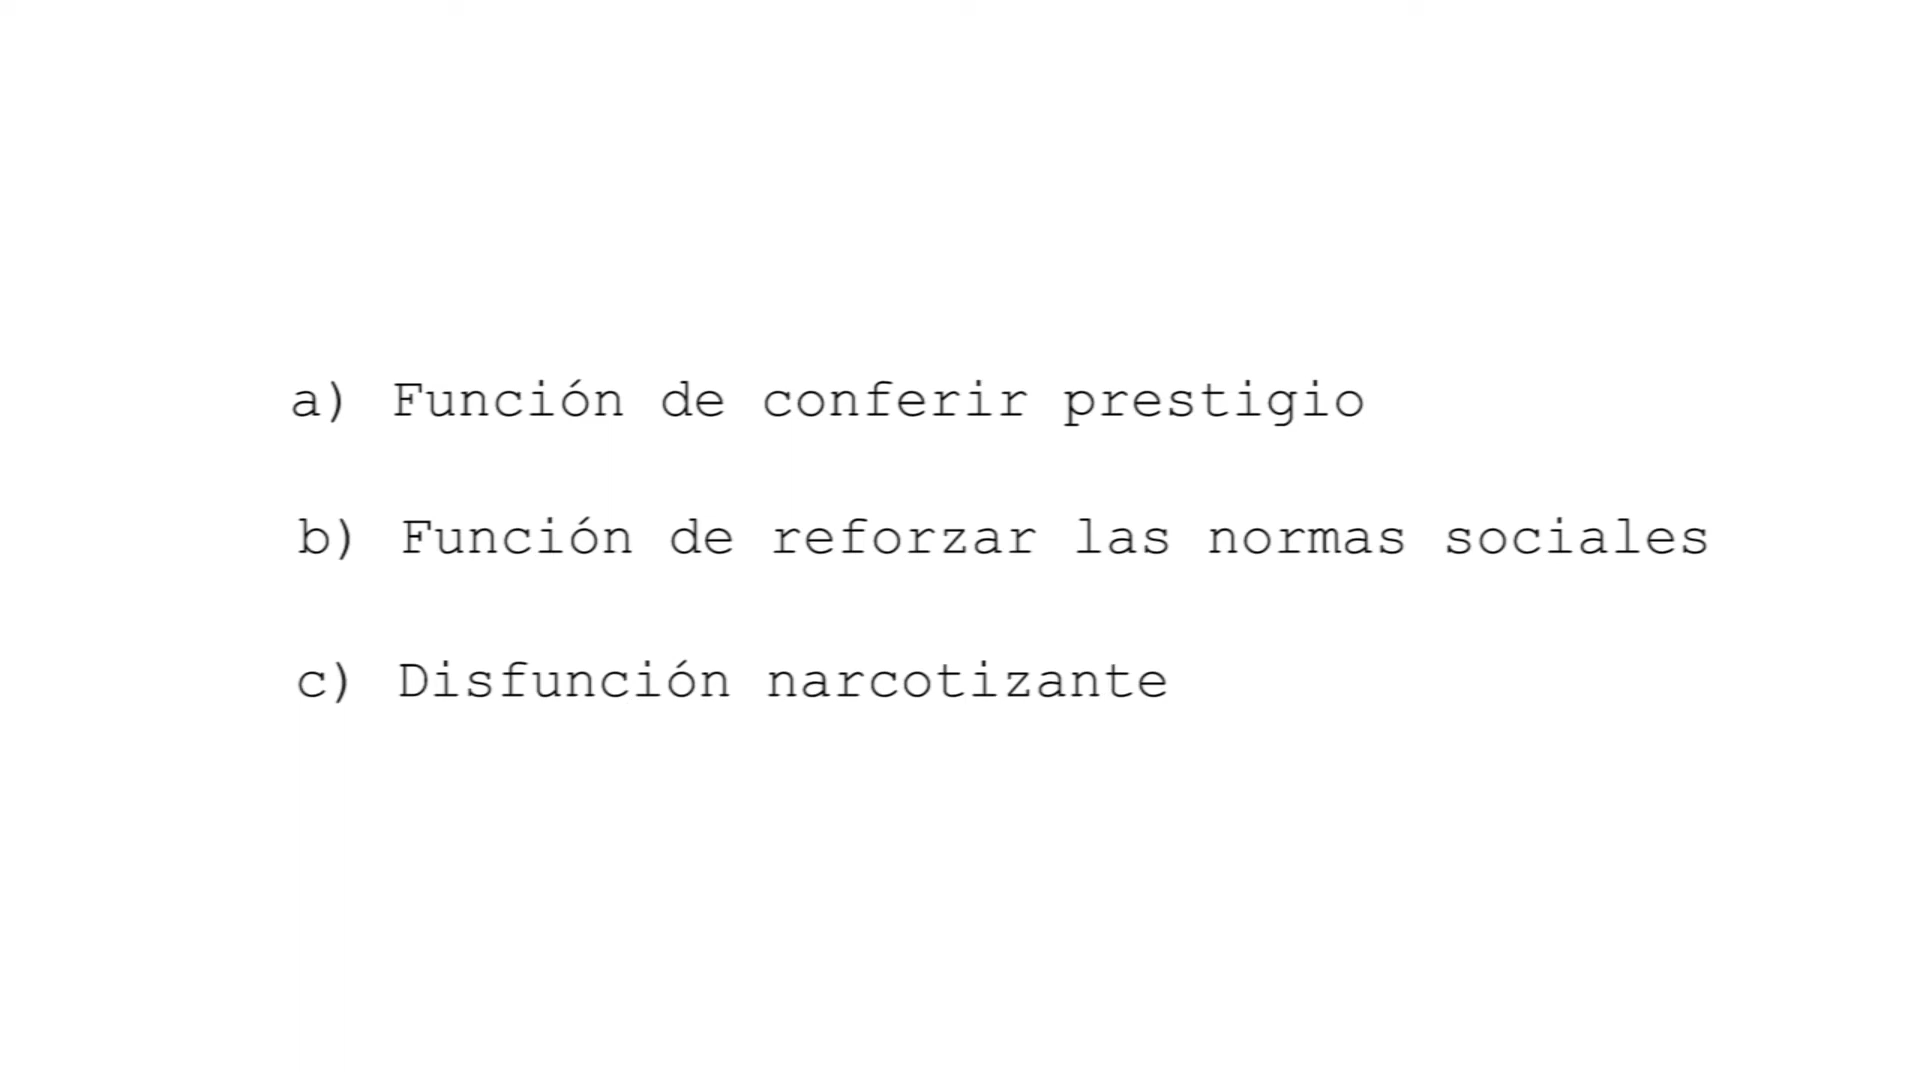 a) Función de conferir prestigio
b) Función de reforzar las normas sociales
c) Disfunción narcotizante